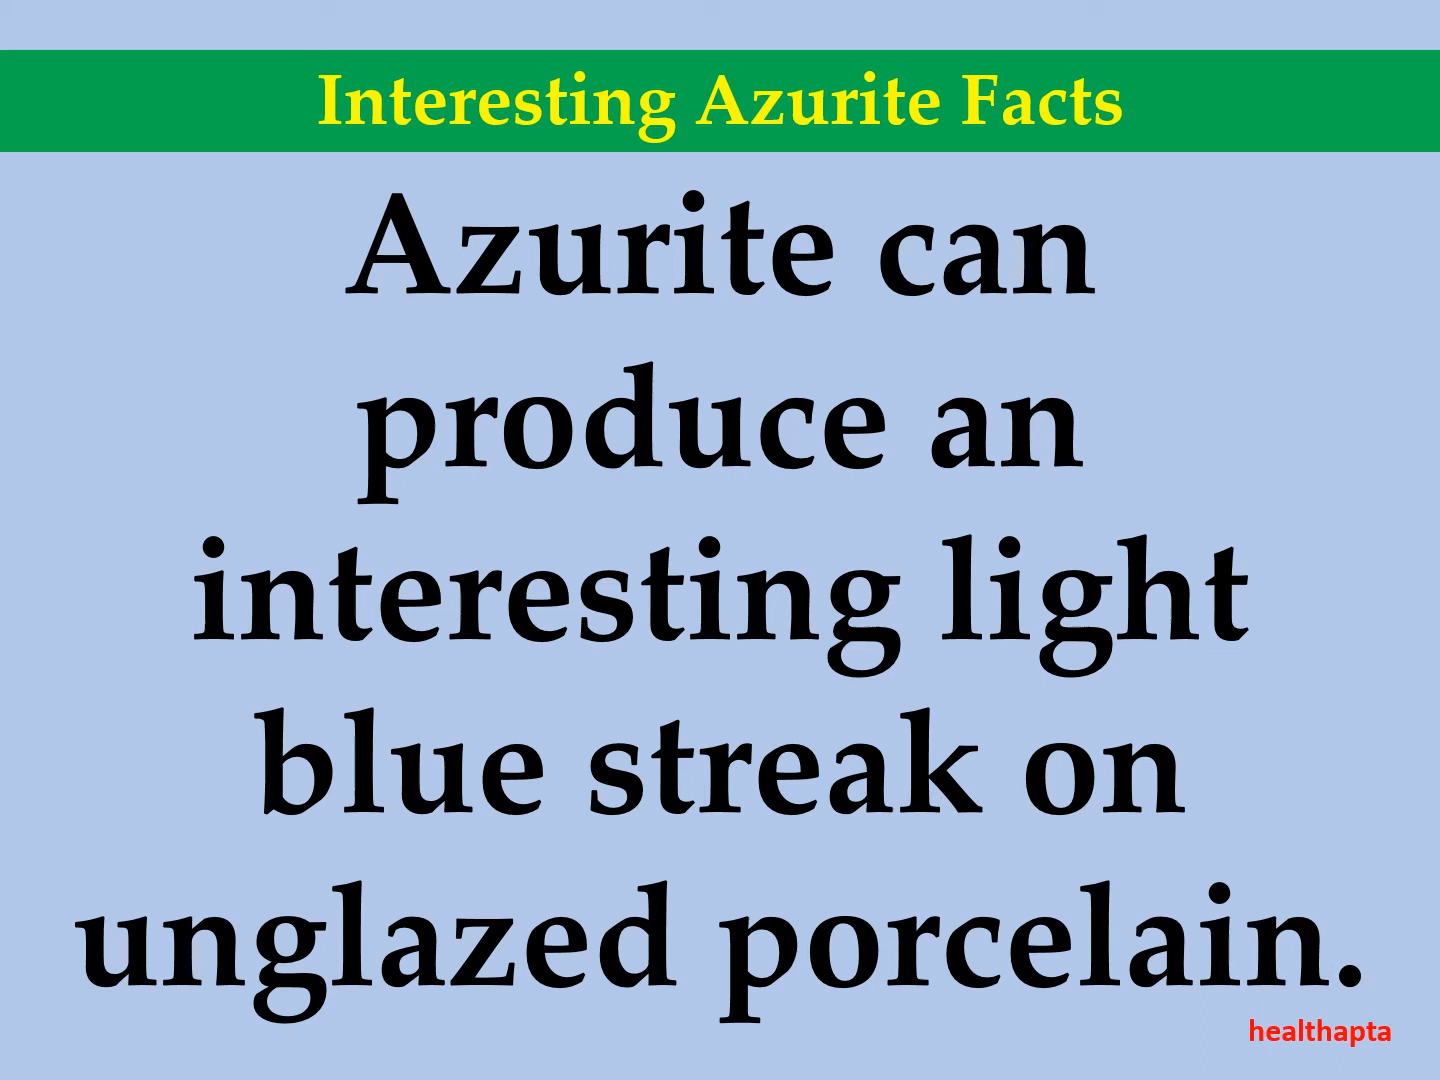 Interesting Azurite Facts
Azurite can
produce an
interesting light
blue streak on
unglazed porcelain.
healthapta